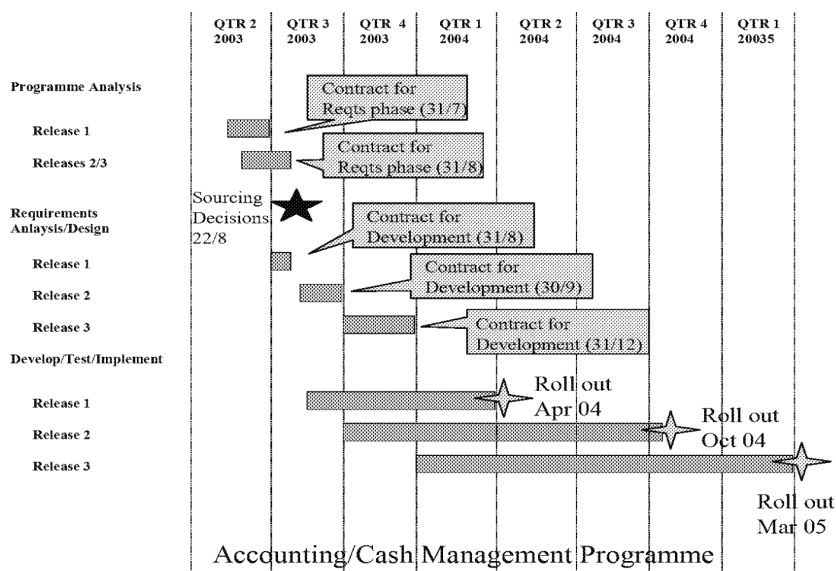 QTR 2 QTR 3 QTR 4 QTR 1 QTR 2 QTR 3 QTR 4 QTR 1
2003 2003 2003 2004 2004 2004 2004 20035
Programme Analysis
Contract for
Reqts phase (31/7)
Release 1
Contract for
Releases 2/3
Reqts phase (31/8)
Sourcing
Decisions
22/8
Requirements
Anlaysis/Design
Contract for
Development (31/8)
Release 1
Contract for
Development (30/9)
Release 2
Release 3
Contract for
Development (31/12)
Develop/Test/Implement
Release 1
Roll out
Apr 04
Release 2
Roll out
Oct 04
Release 3
Roll out
Mar 05
Accounting/Cash Management Programme